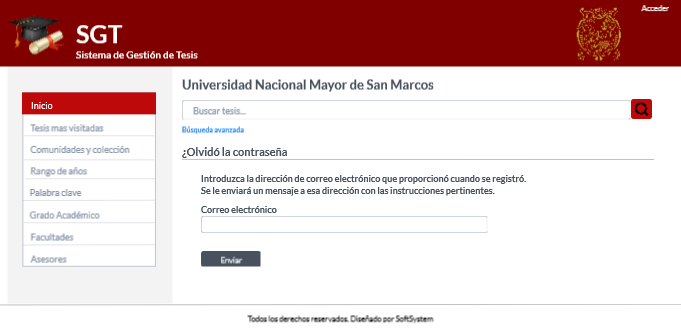 Acceder
SGT
Sistema de Gestión de Tesis
Universidad Nacional Mayor de San Marcos
Buscar tesis...
Búsqueda avanzada
Inicio
Tesis mas visitadas
Comunidades y colección
Rango de años
Palabra clave
Grado Académico
Facultades
Asesores
¿Olvidó la contraseña
Introduzca la dirección de correo electrónico que proporcionó cuando se registró.
Se le enviará un mensaje a esa dirección con las instrucciones pertinentes.
Correo electrónico
Enviar
Todos los derechos reservados. Diseñado por SoftSystem